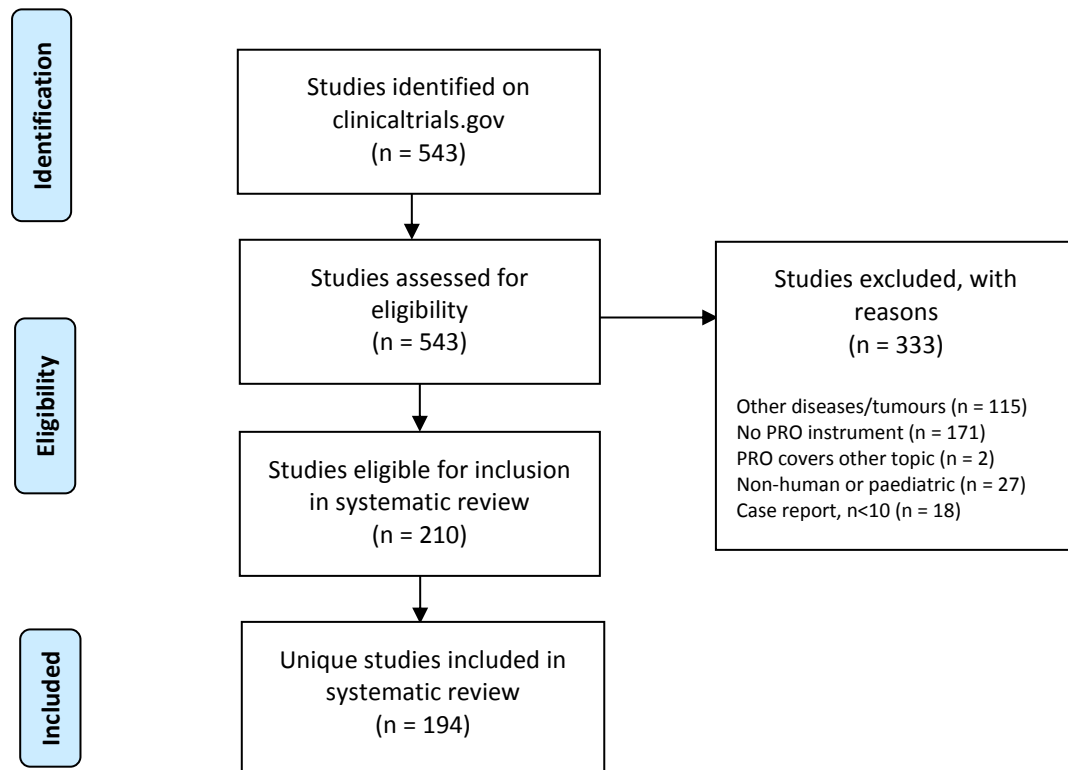 Identification
Studies identified on
clinicaltrials.gov
(n = 543)
Eligibility
Studies assessed for
eligibility
(n = 543)
Studies excluded, with
reasons
(n = 333)
Other diseases/tumours (n = 115)
No PRO instrument (n = 171)
PRO covers other topic (n = 2)
Non-human or paediatric (n = 27)
Case report, n<10 (n = 18)
Studies eligible for inclusion
in systematic review
(n = 210)
Included
Unique studies included in
systematic review
(n = 194)